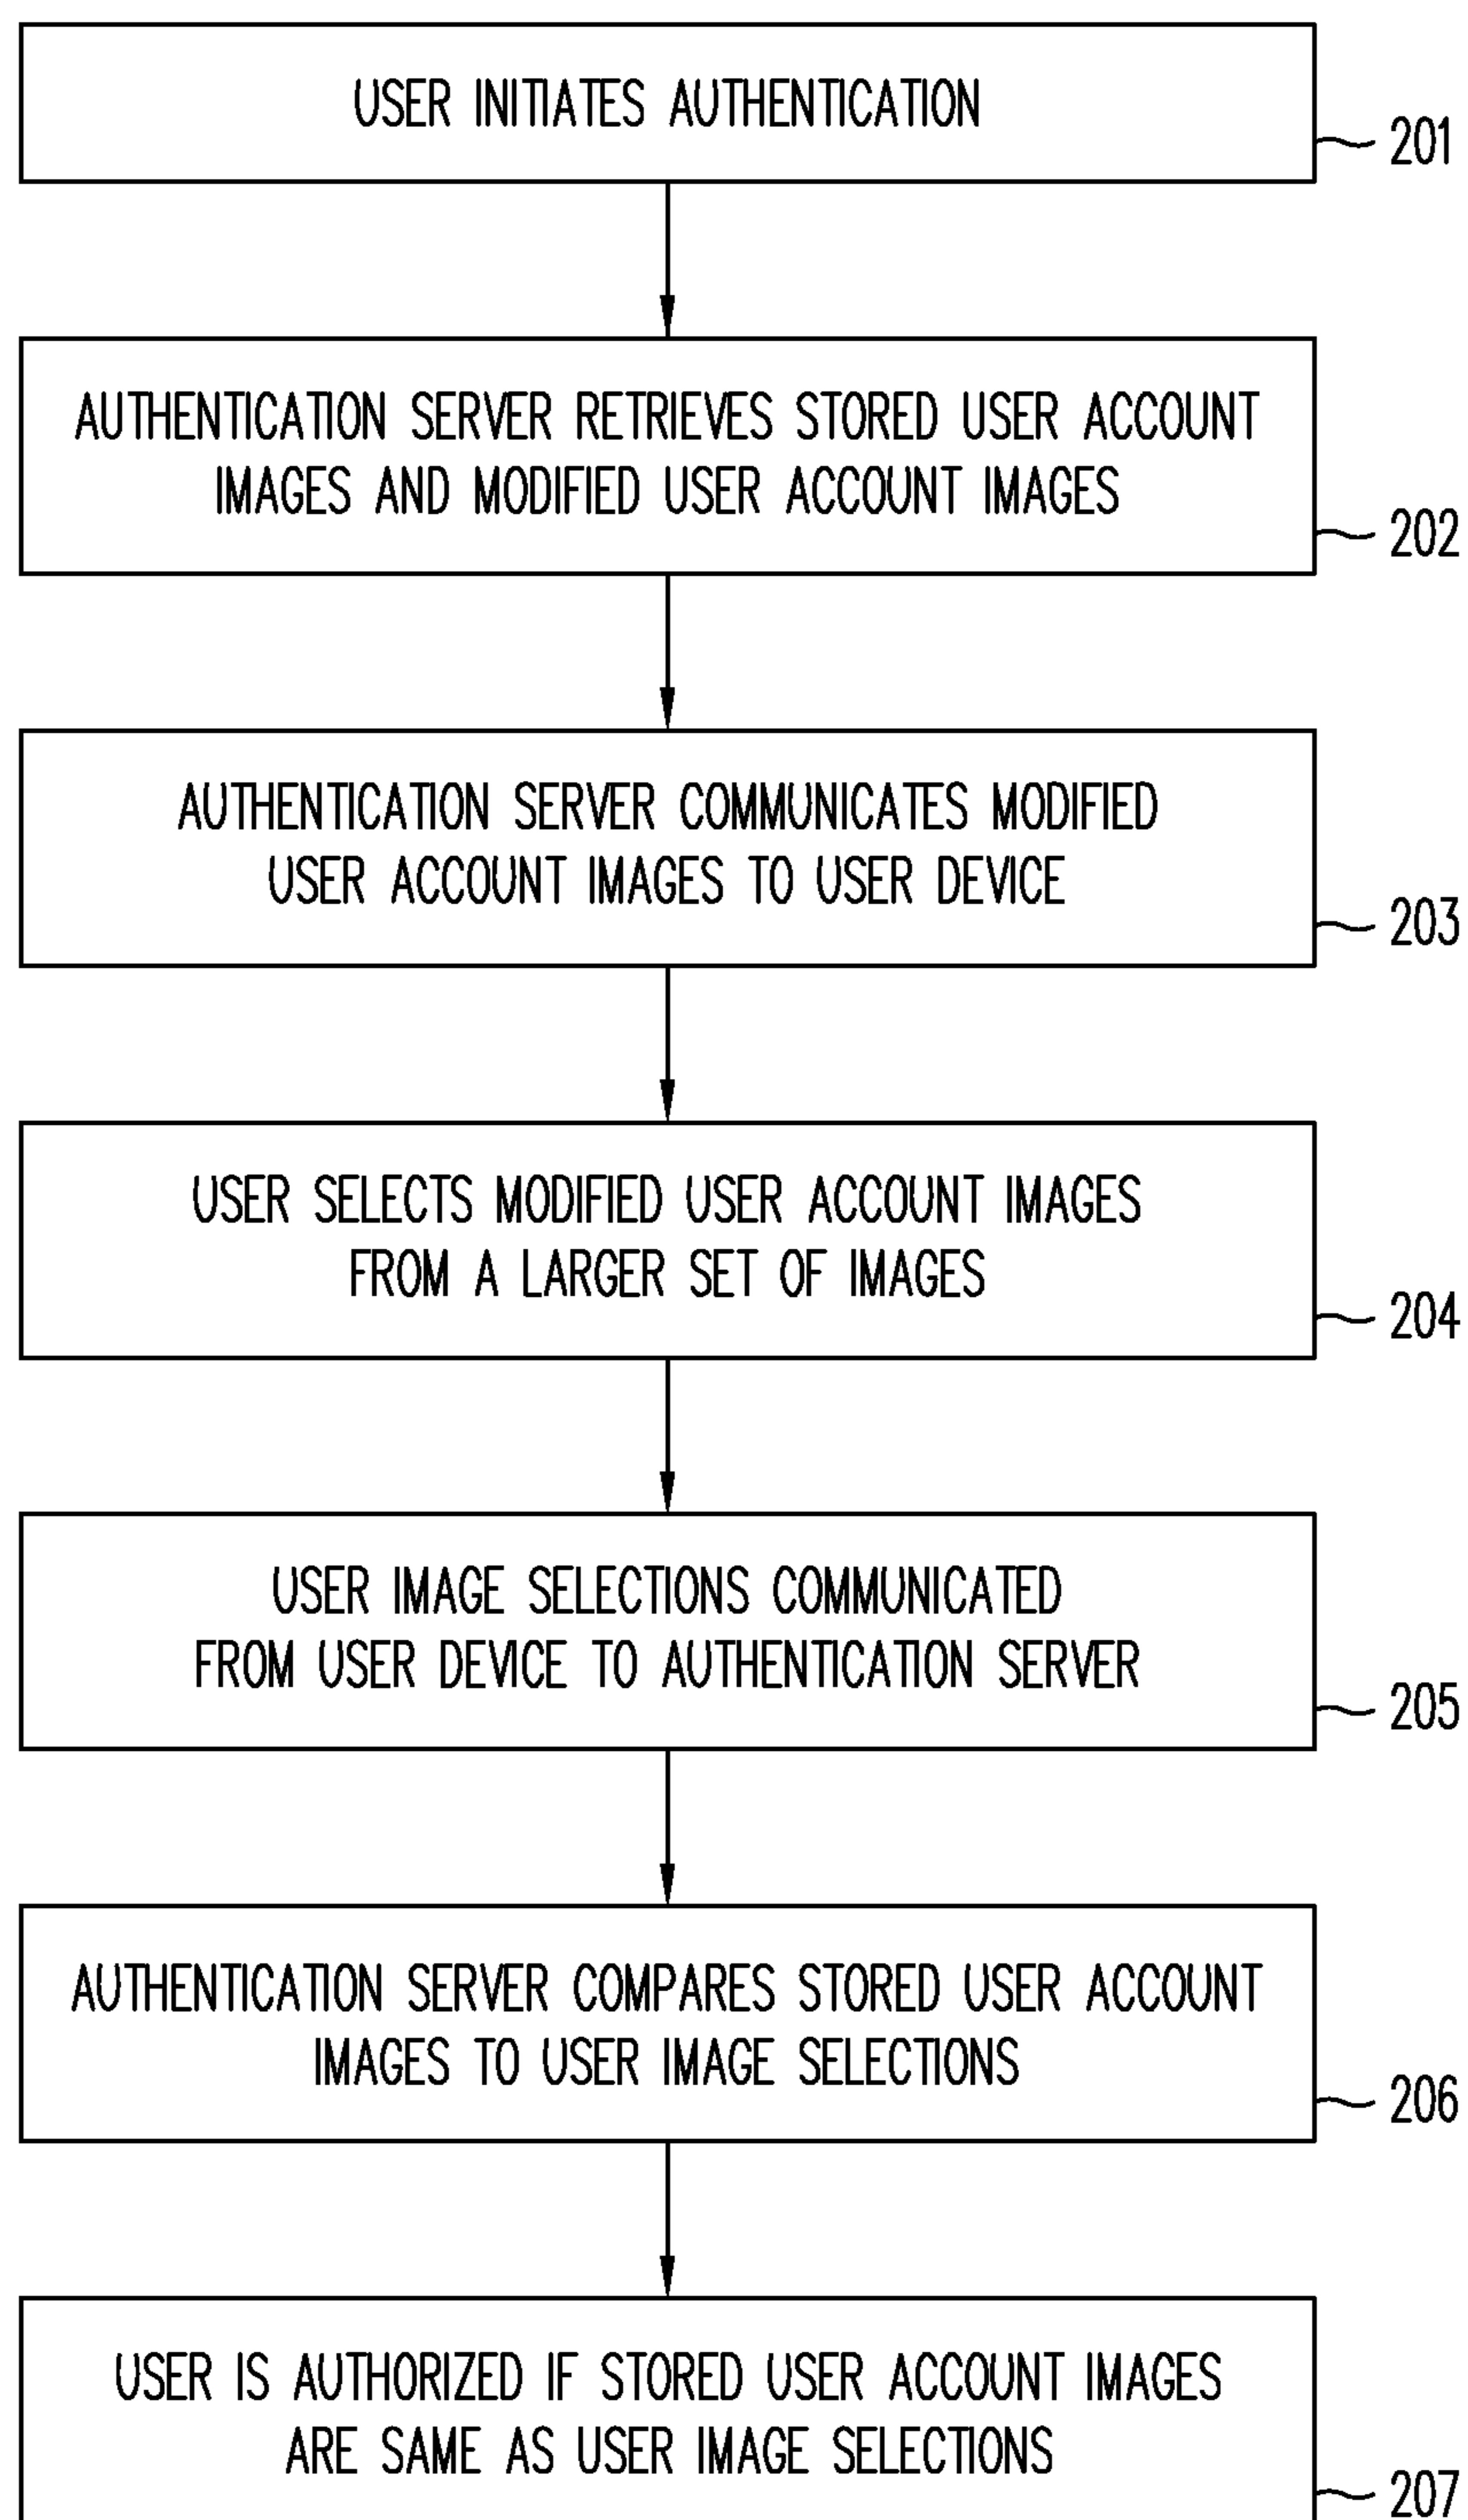 USER INITIATES AUTHENTICATION
201
AUTHENTICATION SERVER RETRIEVES STORED USER ACCOUNT
IMAGES AND MODIFIED USER ACCOUNT IMAGES
202
AUTHENTICATION SERVER COMMUNICATES MODIFIED
USER ACCOUNT IMAGES TO USER DEVICE
203
USER SELECTS MODIFIED USER ACCOUNT IMAGES
FROM A LARGER SET OF IMAGES
204
USER IMAGE SELECTIONS COMMUNICATED
FROM USER DEVICE TO AUTHENTICATION SERVER
205
AUTHENTICATION SERVER COMPARES STORED USER ACCOUNT
IMAGES TO USER IMAGE SELECTIONS
206
USER IS AUTHORIZED IF STORED USER ACCOUNT IMAGES
ARE SAME AS USER IMAGE SELECTIONS
207